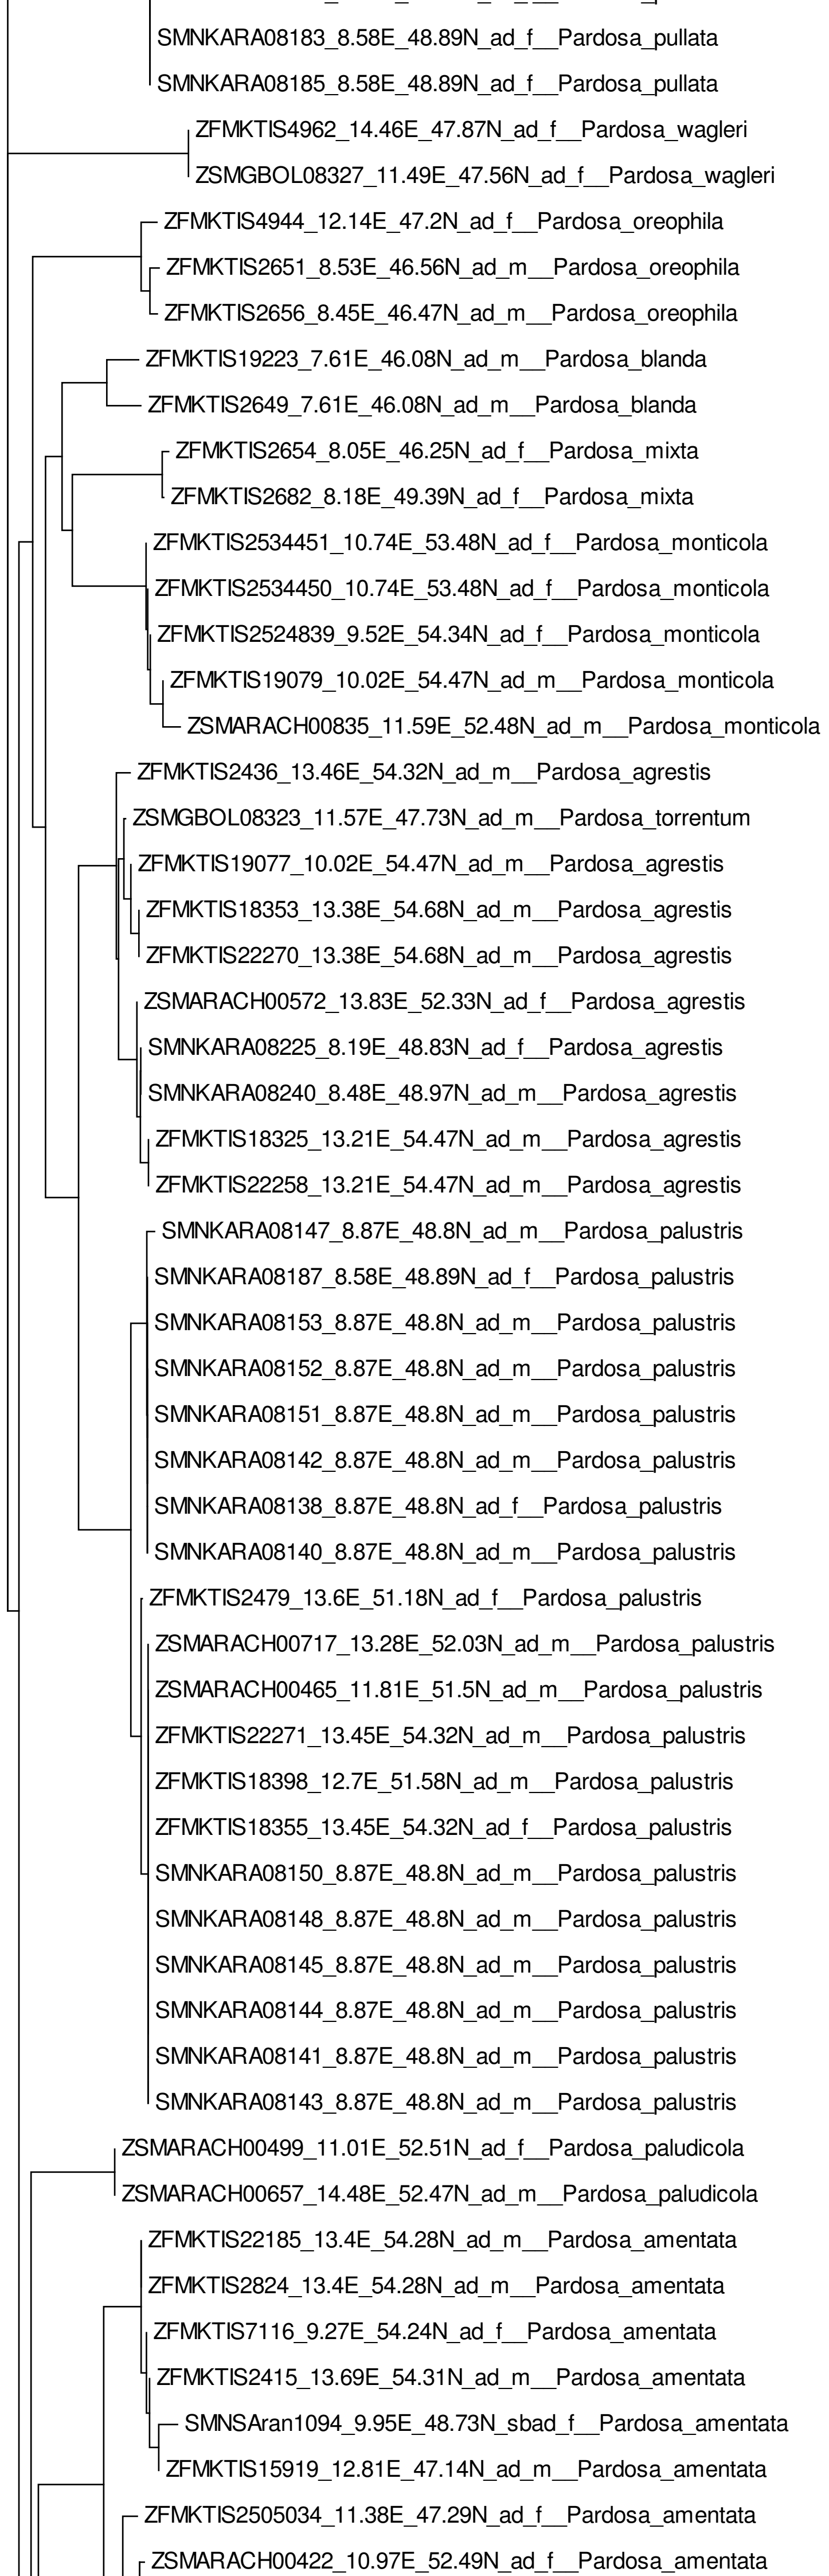 SMNKARA08183_8.58E_48.89N_ad_f__Pardosa_pullata
SMNKARA08185_8.58E_48.89N_ad_f__Pardosa_pullata
ZFMKTIS4962_14.46E_47.87N_ad_f__Pardosa_wagleri
ZSMGBOL08327_11.49E_47.56N_ad_f__Pardosa_wagleri
ZFMKTIS4944_12.14E_47.2N_ad_f__Pardosa_oreophila
ZFMKTIS2651_8.53E_46.56N_ad_m__Pardosa_oreophila
ZFMKTIS2656_8.45E_46.47N_ad_m__Pardosa_oreophila
ZFMKTIS19223_7.61E_46.08N_ad_m__Pardosa_blanda
ZFMKTIS2649_7.61E_46.08N_ad_m__Pardosa_blanda
ZFMKTIS2654_8.05E_46.25N_ad_f__Pardosa_mixta
ZFMKTIS2682_8.18E_49.39N_ad_f__Pardosa_mixta
ZFMKTIS2534451_10.74E_53.48N_ad_f__Pardosa_monticola
ZFMKTIS2534450_10.74E_53.48N_ad_f__Pardosa_monticola
ZFMKTIS2524839_9.52E_54.34N_ad_f__Pardosa_monticola
ZFMKTIS19079_10.02E_54.47N_ad_m__Pardosa_monticola
ZSMARACH00835_11.59E_52.48N_ad_m__Pardosa_monticola
ZFMKTIS2436_13.46E_54.32N_ad_m__Pardosa_agrestis
ZSMGBOL08323_11.57E_47.73N_ad_m__Pardosa_torrentum
ZFMKTIS19077_10.02E_54.47N_ad_m__Pardosa_agrestis
ZFMKTIS18353_13.38E_54.68N_ad_m__Pardosa_agrestis
ZFMKTIS22270_13.38E_54.68N_ad_m__Pardosa_agrestis
ZSMARACH00572_13.83E_52.33N_ad_f__Pardosa_agrestis
SMNKARA08225_8.19E_48.83N_ad_f__Pardosa_agrestis
SMNKARA08240_8.48E_48.97N_ad_m__Pardosa_agrestis
ZFMKTIS18325_13.21E_54.47N_ad_m__Pardosa_agrestis
ZFMKTIS22258_13.21E_54.47N_ad_m__Pardosa_agrestis
SMNKARA08147_8.87E_48.8N_ad_m__Pardosa_palustris
SMNKARA08187_8.58E_48.89N_ad_f__Pardosa_palustris
SMNKARA08153_8.87E_48.8N_ad_m__Pardosa_palustris
SMNKARA08152_8.87E_48.8N_ad_m__Pardosa_palustris
SMNKARA08151_8.87E_48.8N_ad_m__Pardosa_palustris
SMNKARA08142_8.87E_48.8N_ad_m__Pardosa_palustris
SMNKARA08138_8.87E_48.8N_ad_f__Pardosa_palustris
SMNKARA08140_8.87E_48.8N_ad_m__Pardosa_palustris
ZFMKTIS2479_13.6E_51.18N_ad_f__Pardosa_palustris
ZSMARACH00717_13.28E_52.03N_ad_m__Pardosa_palustris
ZSMARACH00465_11.81E_51.5N_ad_m__Pardosa_palustris
ZFMKTIS22271_13.45E_54.32N_ad_m__Pardosa_palustris
ZFMKTIS18398_12.7E_51.58N_ad_m__Pardosa_palustris
ZFMKTIS18355_13.45E_54.32N_ad_f__Pardosa_palustris
SMNKARA08150_8.87E_48.8N_ad_m__Pardosa_palustris
SMNKARA08148_8.87E_48.8N_ad_m__Pardosa_palustris
SMNKARA08145_8.87E_48.8N_ad_m__Pardosa_palustris
SMNKARA08144_8.87E_48.8N_ad_m__Pardosa_palustris
SMNKARA08141_8.87E_48.8N_ad_m__Pardosa_palustris
SMNKARA08143_8.87E_48.8N_ad_m__Pardosa_palustris
ZSMARACH00499_11.01E_52.51N_ad_f__Pardosa_paludicola
ZSMARACH00657_14.48E_52.47N_ad_m__Pardosa_paludicola
ZFMKTIS22185_13.4E_54.28N_ad_m__Pardosa_amentata
ZFMKTIS2824_13.4E_54.28N_ad_m__Pardosa_amentata
ZFMKTIS7116_9.27E_54.24N_ad_f__Pardosa_amentata
ZFMKTIS2415_13.69E_54.31N_ad_m__Pardosa_amentata
SMNSAran1094_9.95E_48.73N_sbad_f__Pardosa_amentata
ZFMKTIS15919_12.81E_47.14N_ad_m__Pardosa_amentata
ZFMKTIS2505034_11.38E_47.29N_ad_f__Pardosa_amentata
ZSMARACH00422_10.97E_52.49N_ad_f__Pardosa_amentata